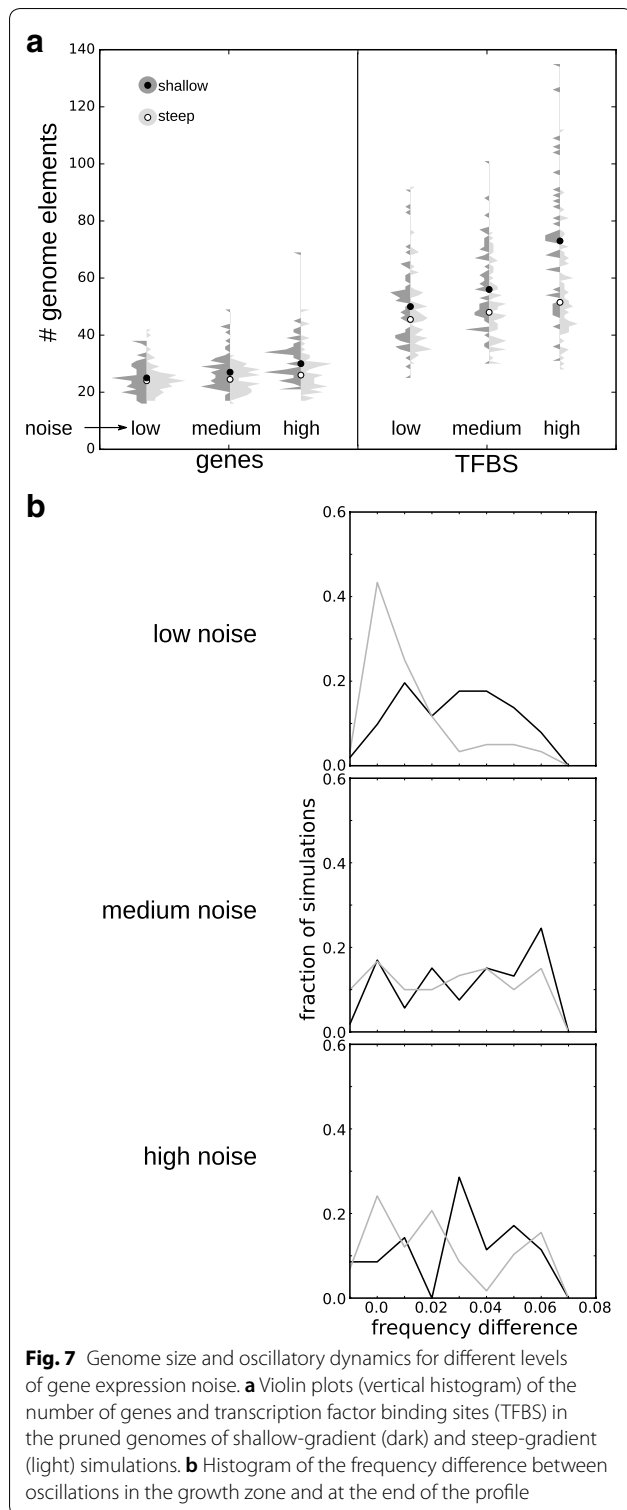 a
140
120
100
80
60
40
20
0
# genome elements
shallow
steep
noise
low
medium
high
low
medium
high
genes
TFBS
b
low noise
0.6
0.4
0.2
0.0
medium noise
0.6
0.4
0.2
0.0
fraction of simulations
high noise
0.6
0.4
0.2
0.0
0.0
0.02
0.04
0.06
0.08
frequency difference
Fig. 7 Genome size and oscillatory dynamics for different levels
of gene expression noise. a Violin plots (vertical histogram) of the
number of genes and transcription factor binding sites (TFBS) in
the pruned genomes of shallow-gradient (dark) and steep-gradient
(light) simulations. b Histogram of the frequency difference between
oscillations in the growth zone and at the end of the profile